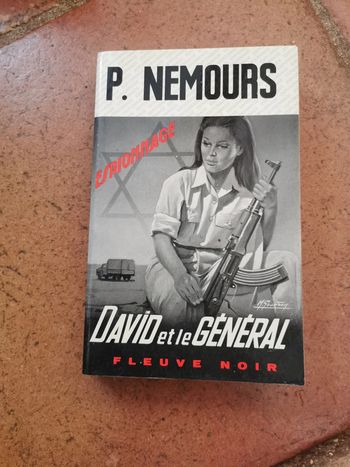 P. NEMOURS
ESPIONNAGE
DAVID et le GÉNÉRAL
FLEUVE NOIR